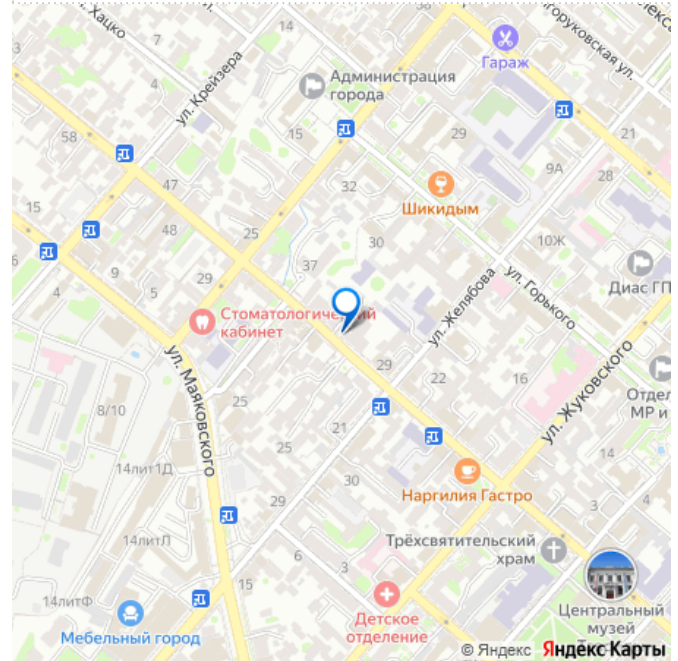 ул. Хацко
14
Гараж
7
ул. Крейзера
4
Администрация
города
58
15
29
21
9А
28
47
32
Шикидым
15
48
25
30
10Ж
37
ул. Горького
Диас ГП
9
5
29
4
ул. Желябова
Стоматологический
кабинет
ул. Маяковского
29
22
16
Отдел
МР и
ул. Жуковского
8/10
25
21
25
14
14лит1Д
30
Наргилия Гастро
29
14литЛ
Трёхсвятительский
храм
6
3
14литФ
3
Центральный
музей
Детское
отделение
Мебельный город
© Яндекс Яндекс Карты